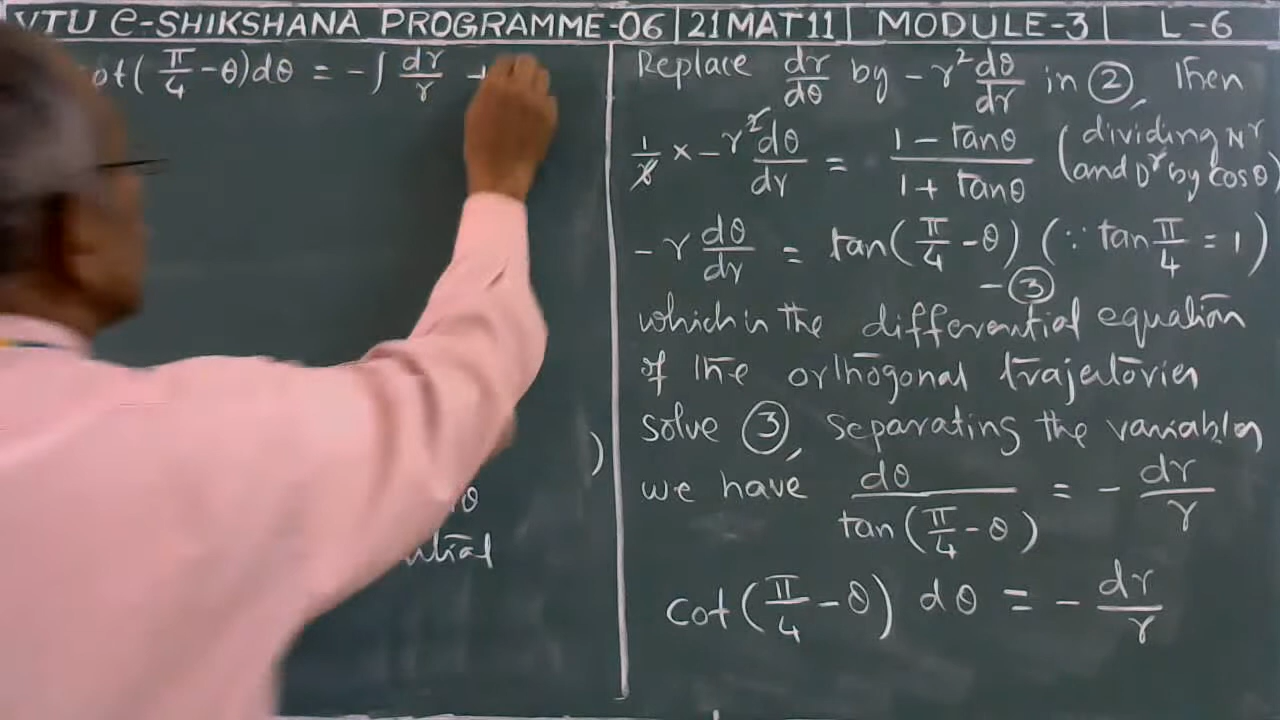 VTU e-SHIKSHANA PROGRAMME-06 | 21MAT11 | MODULE-3 | L-6
cot(π/4 - θ)dθ = - ∫ dr/r +
)
θ
ential
Replace dr/dθ by - r² dθ/dr in ②, Then
1/r × - r² dθ/dr = (1 - tanθ)/(1 + tanθ) (dividing Nʳ and Dʳ by cosθ)
- r dθ/dr = tan(π/4 - θ) (∵ tan π/4 = 1)
- ③
which is the differential equation
of the orthogonal trajectories
solve ③, separating the variables
we have dθ/tan(π/4 - θ) = - dr/r
cot(π/4 - θ) dθ = - dr/r